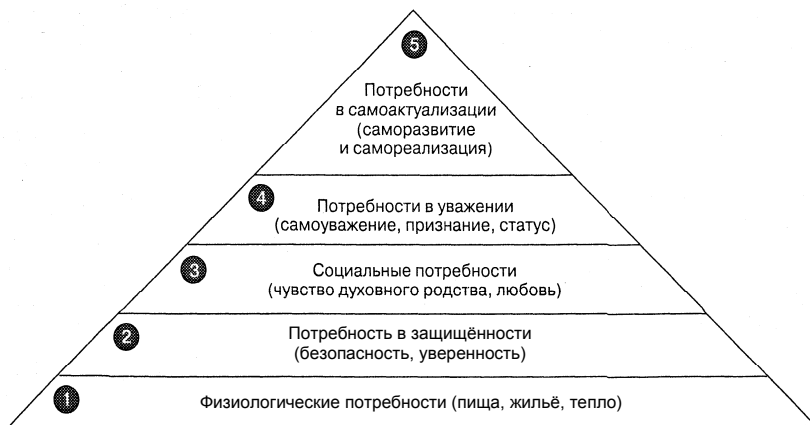 5
Потребности
в самоактуализации
(саморазвитие
и самореализация)
4
Потребности в уважении
(самоуважение, признание, статус)
3
Социальные потребности
(чувство духовного родства, любовь)
2
Потребность в защищённости
(безопасность, уверенность)
1
Физиологические потребности (пища, жильё, тепло)